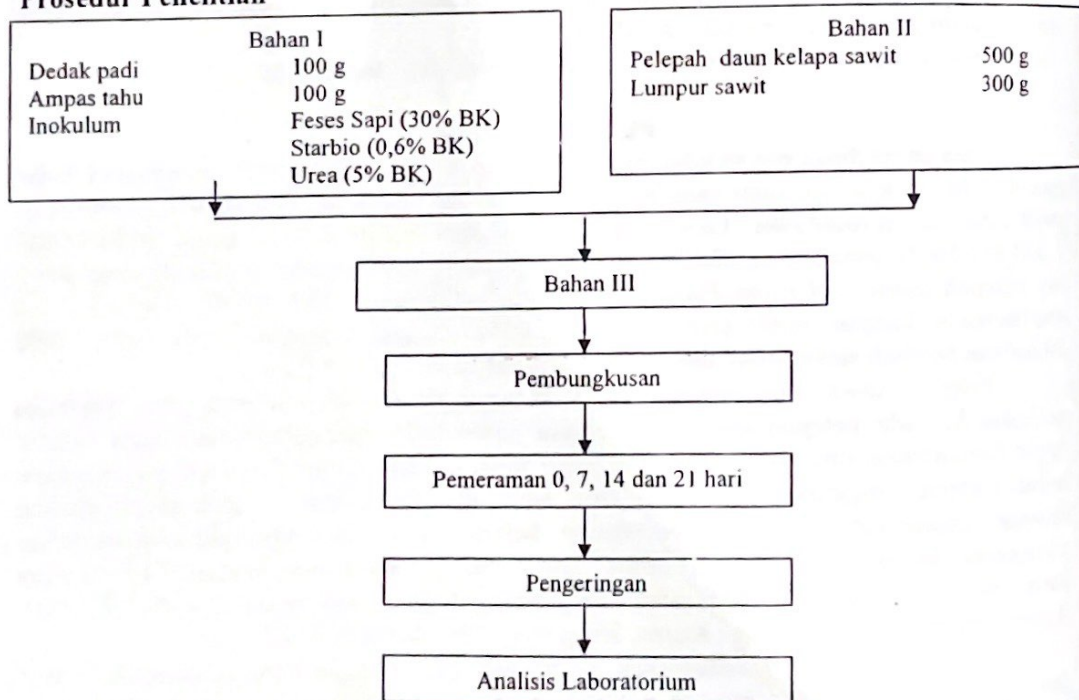 Prosedur Penelitian
Bahan I
Dedak padi 100 g
Ampas tahu 100 g
Inokulum Feses Sapi (30% BK)
Starbio (0,6% BK)
Urea (5% BK)
Bahan II
Pelepah daun kelapa sawit 500 g
Lumpur sawit 300 g
Bahan III
Pembungkusan
Pemeraman 0, 7, 14 dan 21 hari
Pengeringan
Analisis Laboratorium